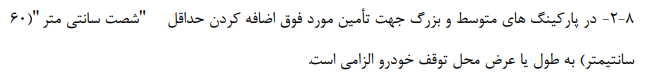 ۸-۲- در پارکینگ های متوسط و بزرگ جهت تأمین مورد فوق اضافه کردن حداقل "شصت سانتی متر "(۶۰
سانتیمتر) به طول یا عرض محل توقف خودرو الزامی است.